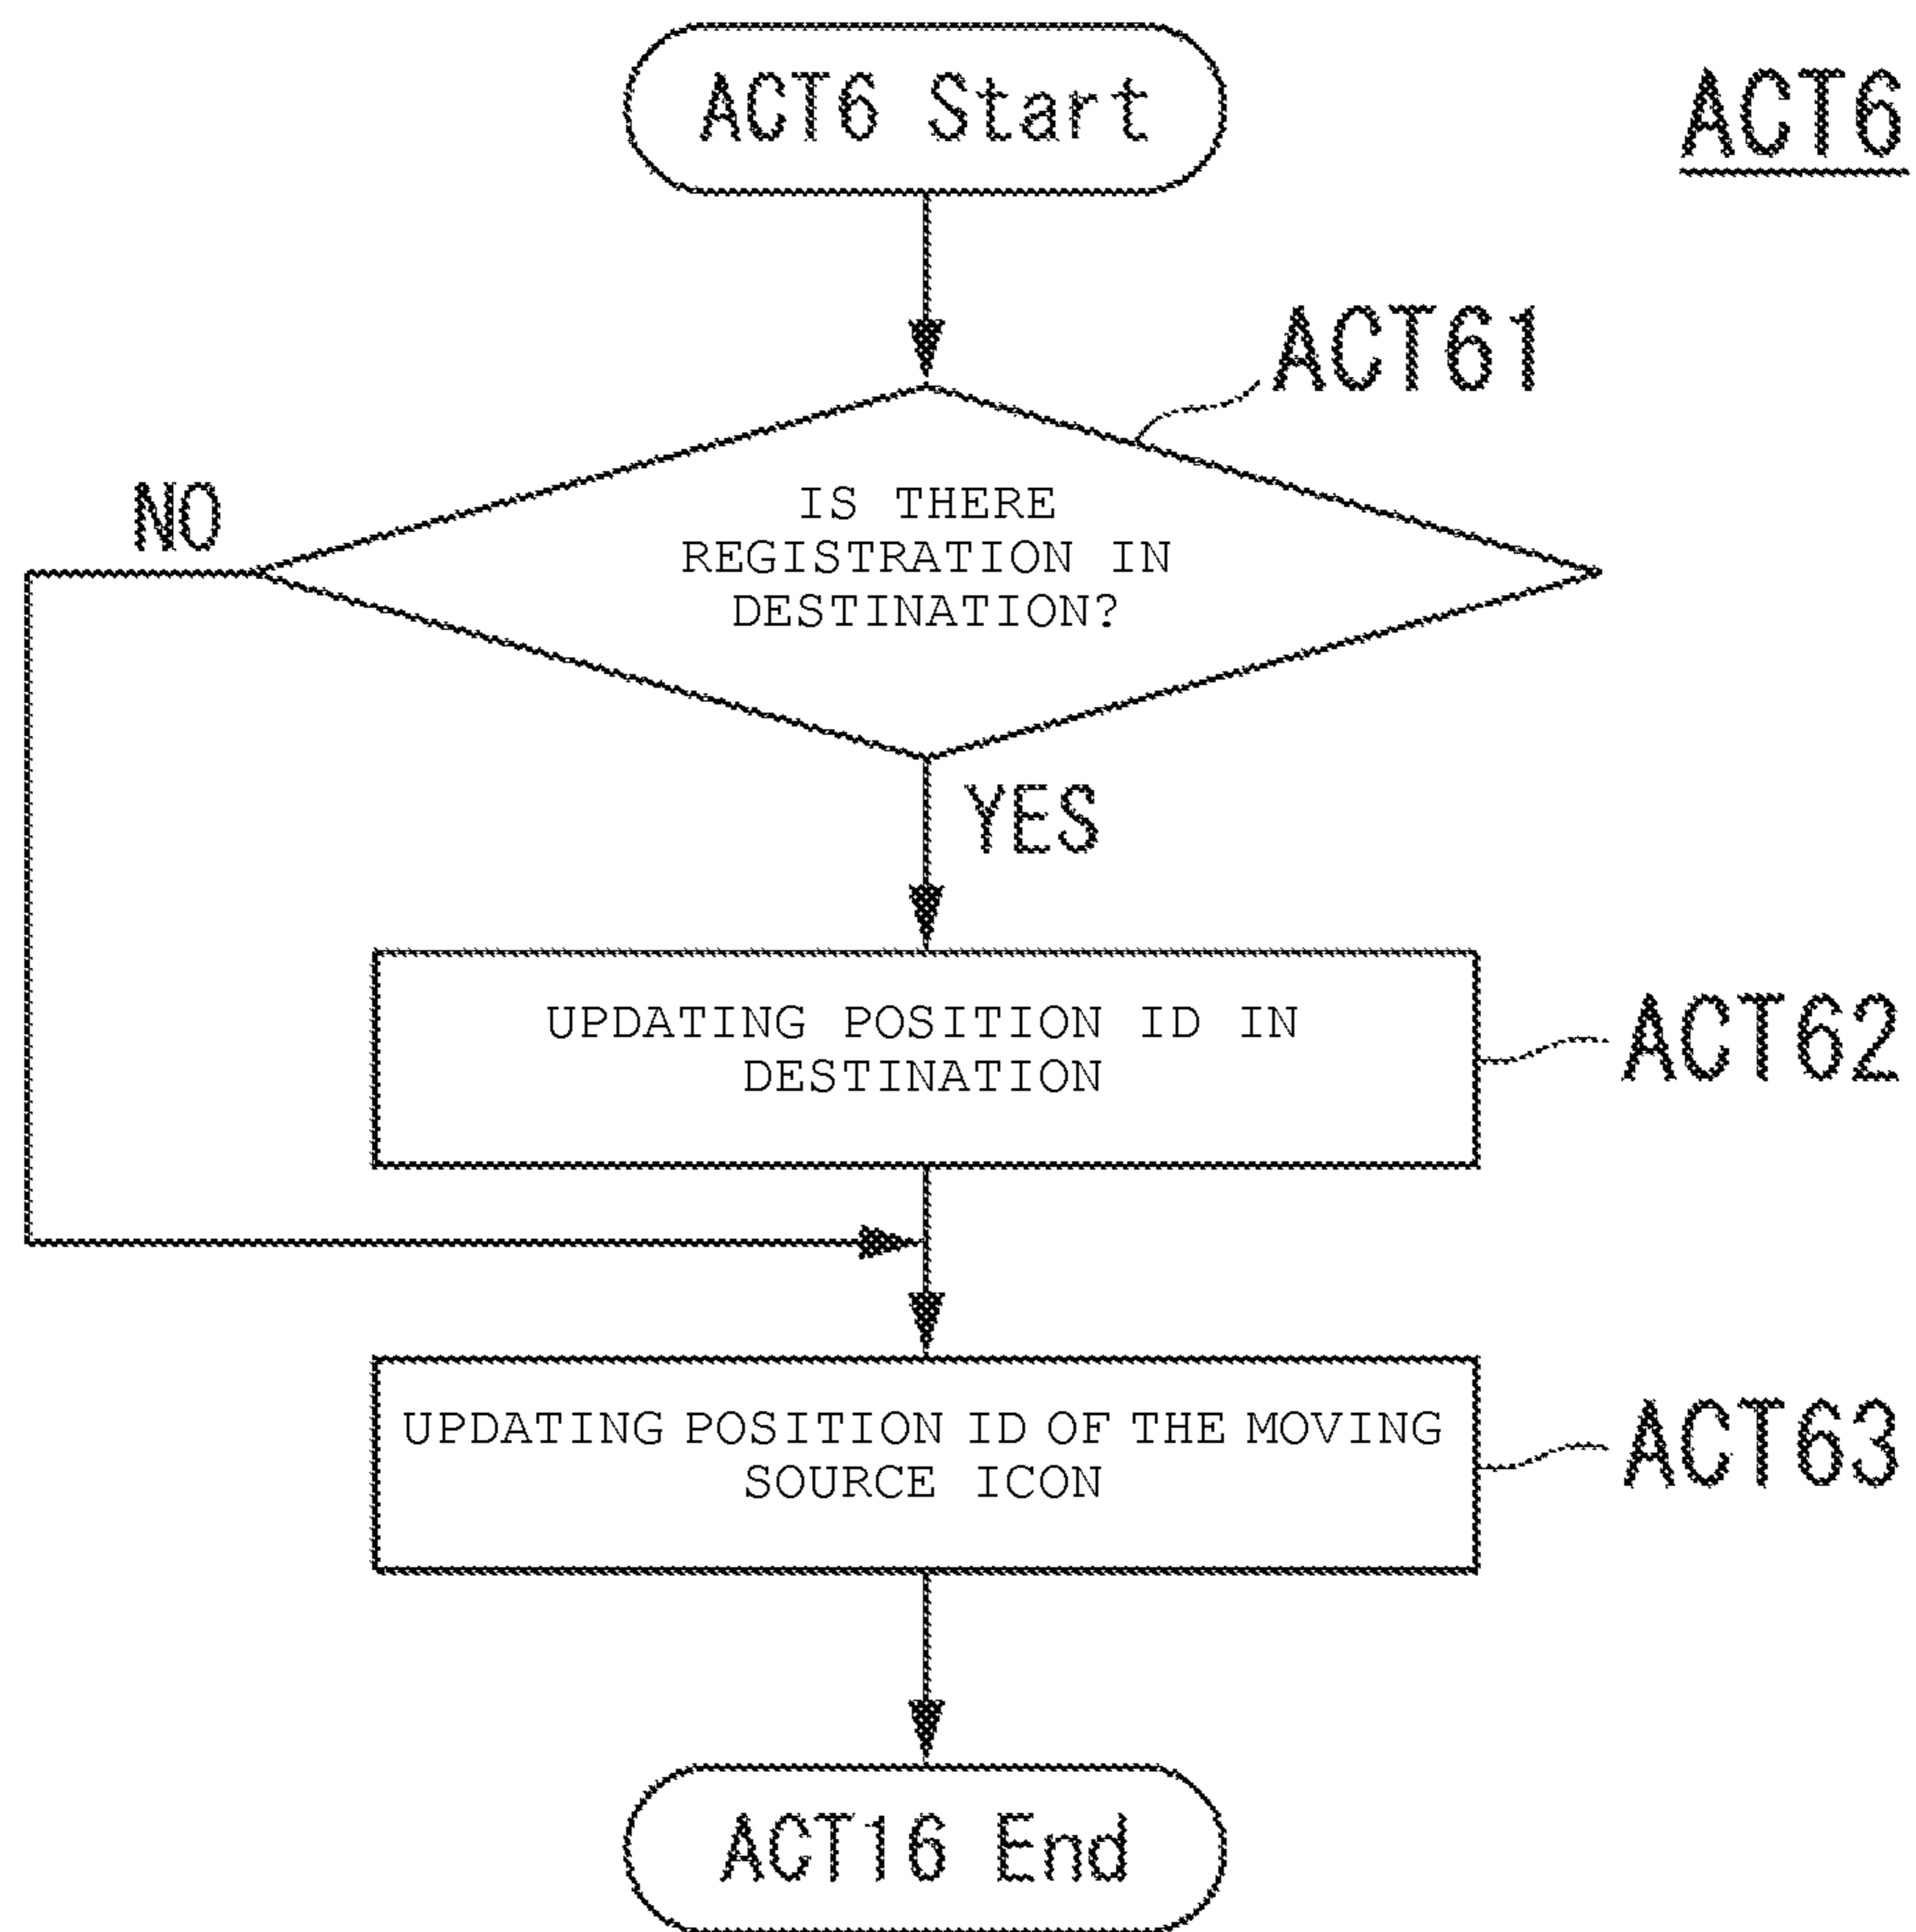 ACT6 Start
ACT6
ACT61
IS THERE
REGISTRATION IN
DESTINATION?
NO
YES
UPDATING POSITION ID IN
DESTINATION
ACT62
UPDATING POSITION ID OF THE MOVING
SOURCE ICON
ACT63
ACT16 End